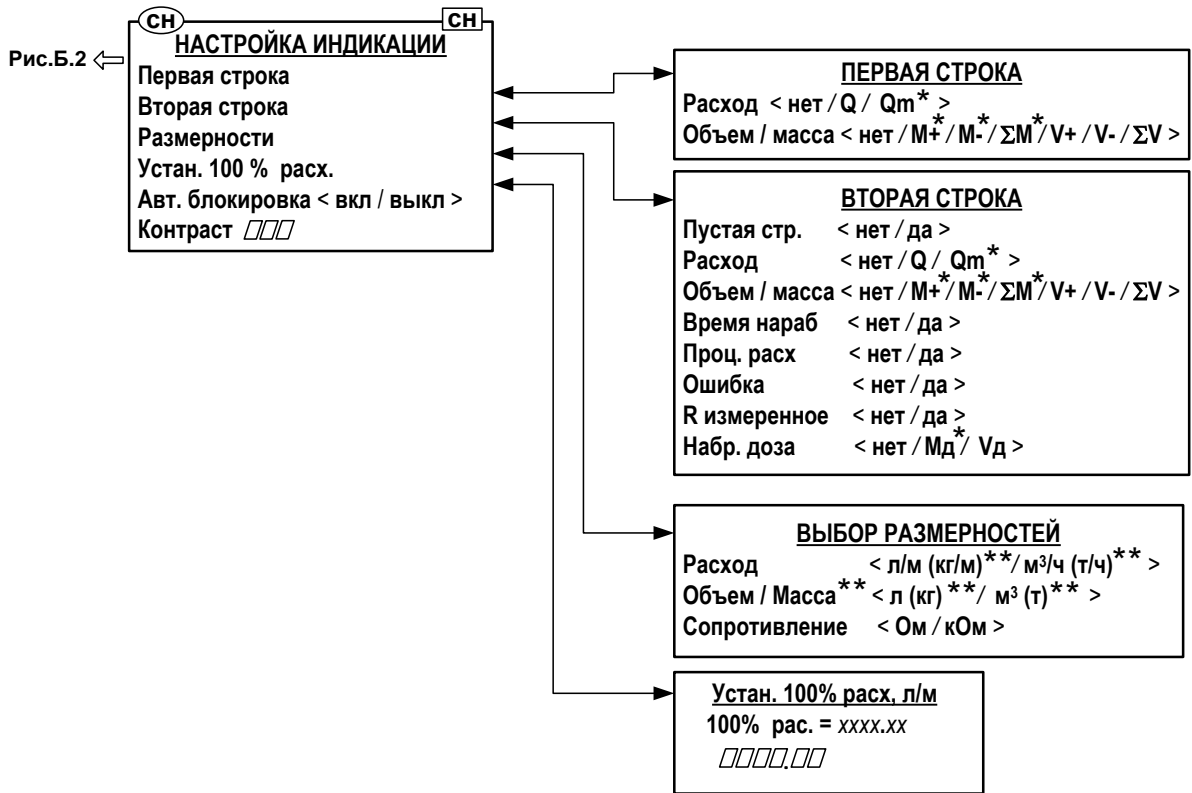 СН
СН
НАСТРОЙКА ИНДИКАЦИИ
Рис.Б.2
Первая строка
Вторая строка
Размерности
Устан. 100 % расх.
Авт. блокировка < вкл / выкл >
Контраст
ПЕРВАЯ СТРОКА
Расход < нет / Q / Qm* >
Объем / масса < нет / M+* / M-* / ΣM* / V+ / V- / ΣV >
ВТОРАЯ СТРОКА
Пустая стр. < нет / да >
Расход < нет / Q / Qm* >
Объем / масса < нет / M+* / M-* / ΣM* / V+ / V- / ΣV >
Время нараб < нет / да >
Проц. расх < нет / да >
Ошибка < нет / да >
R измеренное < нет / да >
Набр. доза < нет / Mд* / Vд >
ВЫБОР РАЗМЕРНОСТЕЙ
Расход < л/м (кг/м)** / м³/ч (т/ч)** >
Объем / Масса** < л (кг)** / м³ (т)** >
Сопротивление < Ом / кОм >
Устан. 100% расх, л/м
100% рас. = xxxx.xx